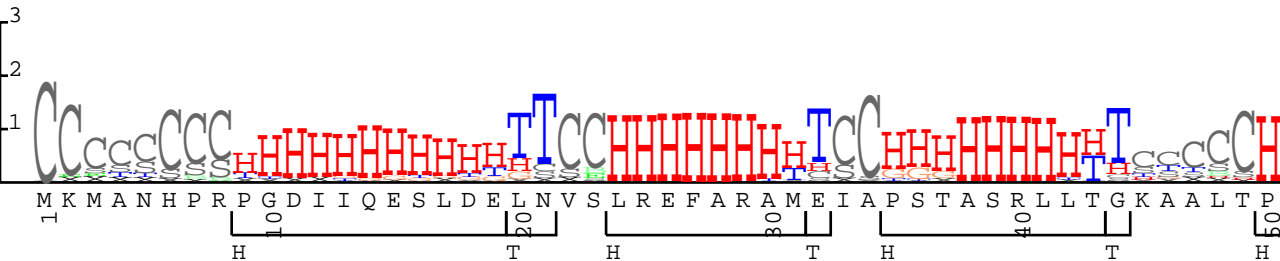 3
2
1
C C C C C C C C H H H H H H H H H H H T T C C H H H H H H H H T C C H H H H H H H H H T C C C C C H
M K M A N H P R P G D I I Q E S L D E L N V S L R E F A R A M E I A P S T A S R L L T G K A A L T P
1 10 20 30 40 50
H T H T H T H